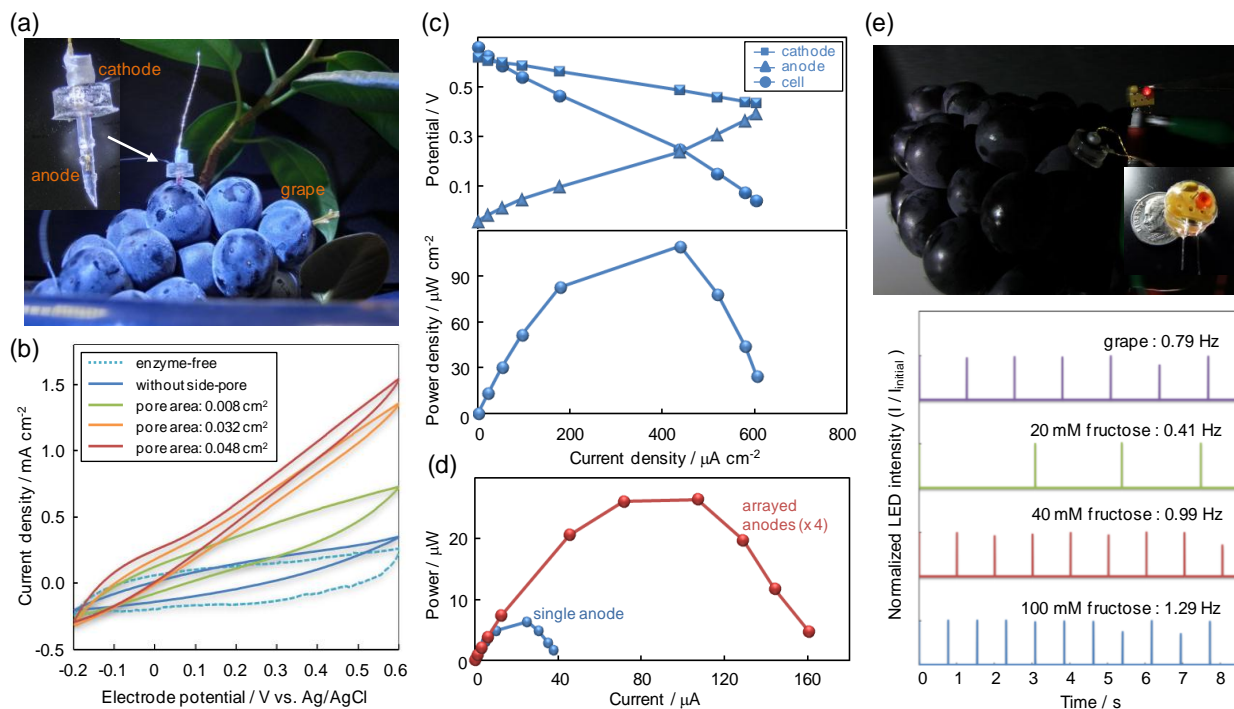 (a)
cathode
anode
grape
(b)
enzyme-free
without side-pore
pore area: 0.008 cm²
pore area: 0.032 cm²
pore area: 0.048 cm²
1.5
1.0
0.5
0.0
-0.5
Current density / mA cm⁻²
-0.2 -0.1 0 0.1 0.2 0.3 0.4 0.5 0.6
Electrode potential / V vs. Ag/AgCl
(c)
cathode
anode
cell
0.5
0.3
0.1
Potential / V
90
60
30
0
Power density / μW cm⁻²
0 200 400 600 800
Current density / μA cm⁻²
(d)
arrayed
anodes (x 4)
single anode
20
10
0
Power / μW
0 40 80 120 160
Current / μA
(e)
grape: 0.79 Hz
20 mM fructose : 0.41 Hz
40 mM fructose : 0.99 Hz
100 mM fructose : 1.29 Hz
Normalized LED intensity (I / I initial)
0 1 2 3 4 5 6 7 8
Time / s